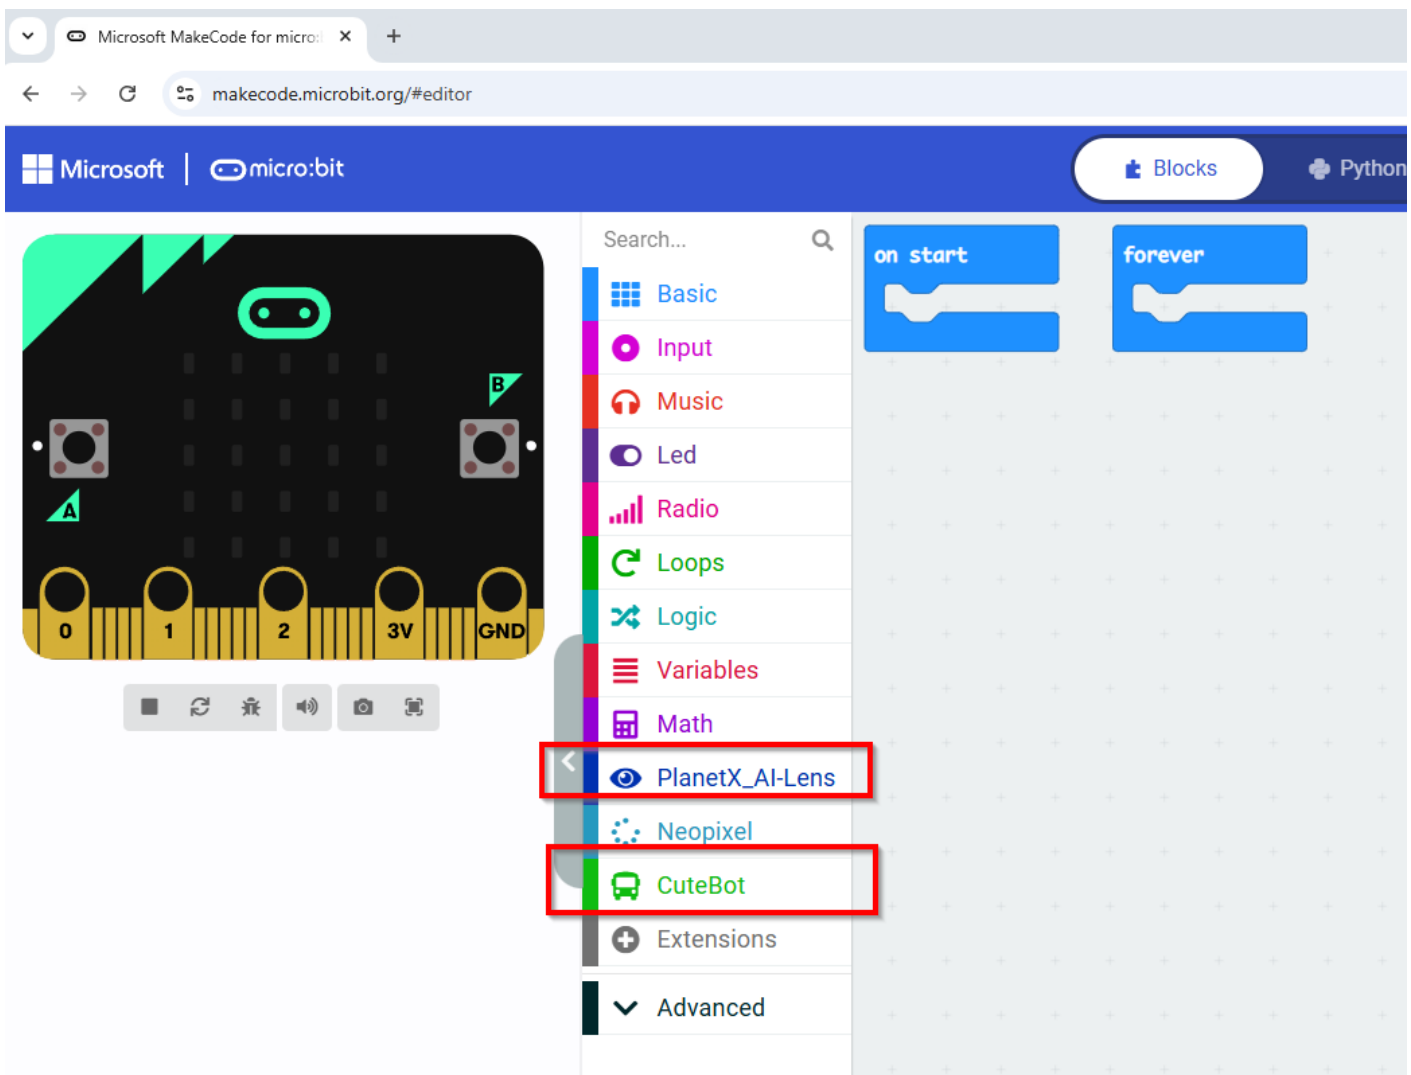 Microsoft MakeCode for micro:
makecode.microbit.org/#editor
Microsoft
micro:bit
Blocks
Python
B
A
0
1
2
3V
GND
Search...
Basic
Input
Music
Led
Radio
Loops
Logic
Variables
Math
PlanetX_AI-Lens
Neopixel
CuteBot
Extensions
Advanced
on start
forever